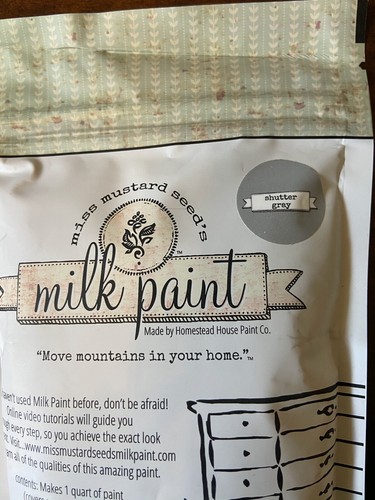 miss mustard seed's
shutter
gray
milk paint™
Made by Homestead House Paint Co.
“Move mountains in your home.”™
used Milk Paint before, don't be afraid!
Online video tutorials will guide you
every step, so you achieve the exact look
www.missmustardseedsmilkpaint.com
all of the qualities of this amazing paint.
contents: Makes 1 quart of paint